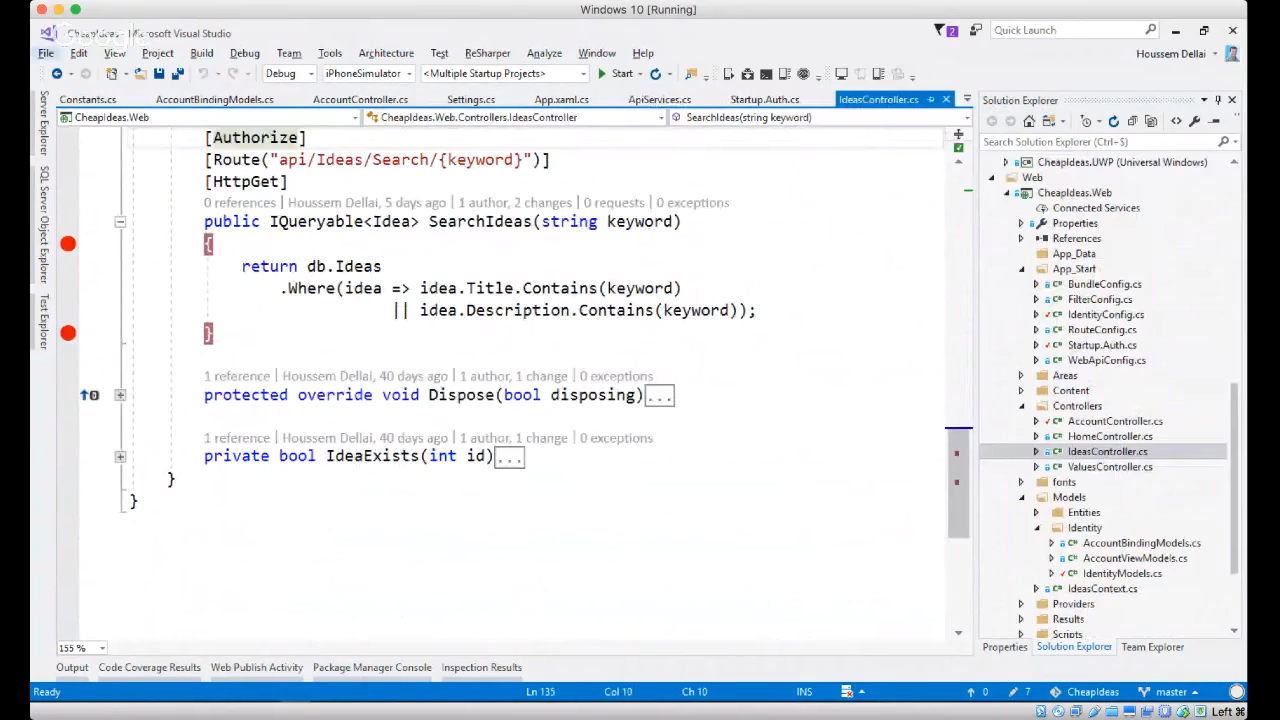 Windows 10 [Running]
CheapIdeas - Microsoft Visual Studio
Google
2
Quick Launch
File Edit View Project Build Debug Team Tools Architecture Test ReSharper Analyze Window Help
Houssem Dellai
Debug iPhoneSimulator <Multiple Startup Projects> Start
Constants.cs AccountBindingModels.cs AccountController.cs Settings.cs App.xaml.cs ApiServices.cs Startup.Auth.cs IdeasController.cs
CheapIdeas.Web CheapIdeas.Web.Controllers.IdeasController SearchIdeas(string keyword)
Server Explorer
SQL Server Object Explorer
Test Explorer
[Authorize]
[Route("api/Ideas/Search/{keyword}")]
[HttpGet]
0 references | Houssem Dellai, 5 days ago | 1 author, 2 changes | 0 requests | 0 exceptions
public IQueryable<Idea> SearchIdeas(string keyword)
{
return db.Ideas
.Where(idea => idea.Title.Contains(keyword)
|| idea.Description.Contains(keyword));
}
1 reference | Houssem Dellai, 40 days ago | 1 author, 1 change | 0 exceptions
protected override void Dispose(bool disposing)...
1 reference | Houssem Dellai, 40 days ago | 1 author, 1 change | 0 exceptions
private bool IdeaExists(int id)...
}
}
155 %
Solution Explorer
Search Solution Explorer (Ctrl+;)
CheapIdeas.UWP (Universal Windows)
Web
CheapIdeas.Web
Connected Services
Properties
References
App_Data
App_Start
BundleConfig.cs
FilterConfig.cs
IdentityConfig.cs
RouteConfig.cs
Startup.Auth.cs
WebApiConfig.cs
Areas
Content
Controllers
AccountController.cs
HomeController.cs
IdeasController.cs
ValuesController.cs
fonts
Models
Entities
Identity
AccountBindingModels.cs
AccountViewModels.cs
IdentityModels.cs
IdeasContext.cs
Providers
Results
Scripts
Properties Solution Explorer Team Explorer
Output Code Coverage Results Web Publish Activity Package Manager Console Inspection Results
Ready Ln 135 Col 10 Ch 10 INS 0 7 CheapIdeas master
Left ⌘